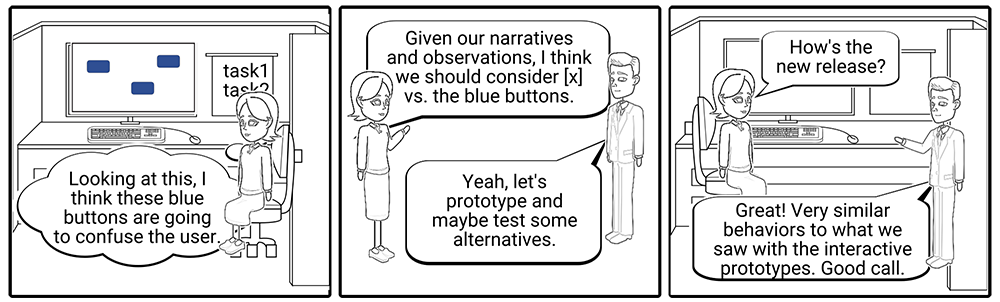 task1
task2
Looking at this, I
think these blue
buttons are going
to confuse the user.
Given our narratives
and observations, I think
we should consider [x]
vs. the blue buttons.
Yeah, let's
prototype and
maybe test some
alternatives.
How's the
new release?
Great! Very similar
behaviors to what we
saw with the interactive
prototypes. Good call.